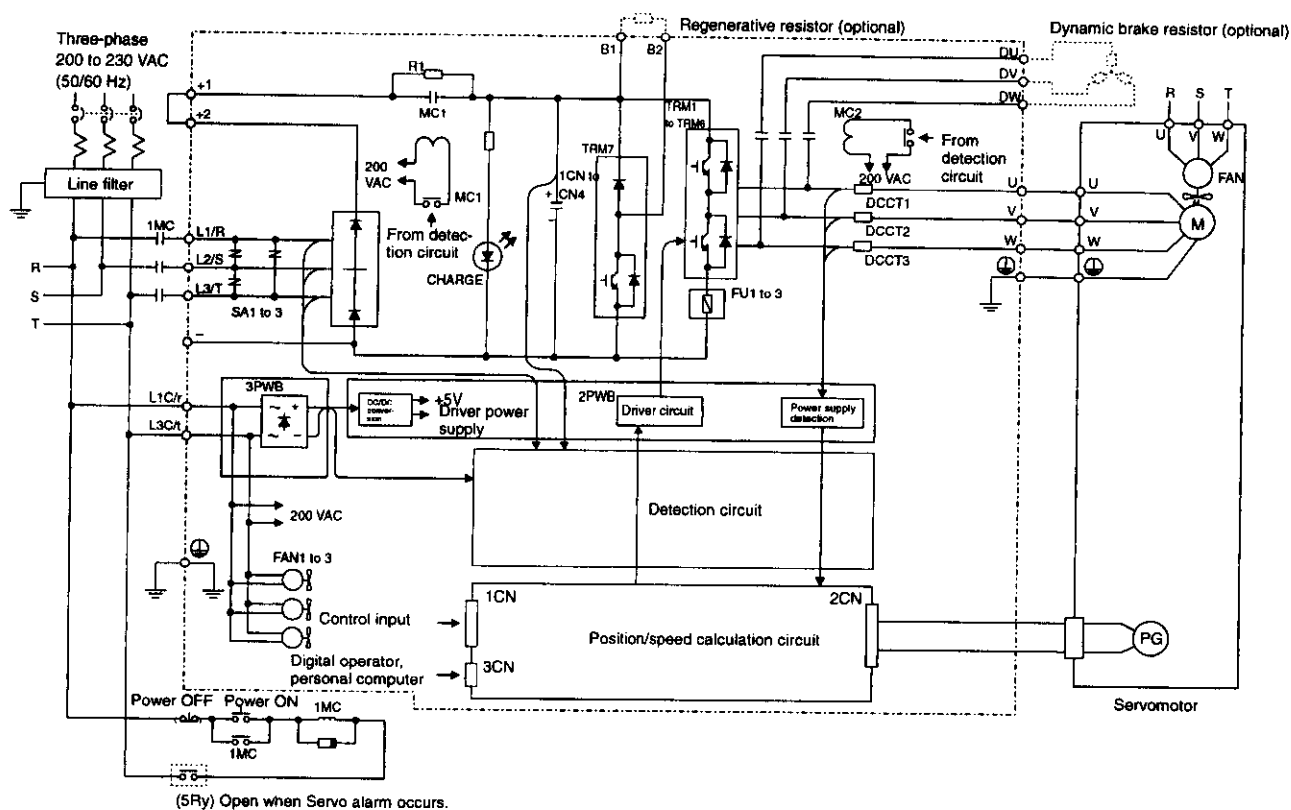 Three-phase
200 to 230 VAC
(50/60 Hz)
Regenerative resistor (optional)
Dynamic brake resistor (optional)
B1
B2
DU
DV
DW
R S T
U V W
FAN
+1
+2
R1
MC1
TRM1
to TRM6
MC2
From
detection
circuit
200 VAC
TRM7
200
VAC
MC1
1CN to
CN4
+
−
From detec-
tion circuit
CHARGE
Line filter
1MC
L1/R
L2/S
L3/T
SA1 to 3
−
R
S
T
DCCT1
DCCT2
DCCT3
U
V
W
U
V
W
M
FU1 to 3
3PWB
L1C/r
L3C/t
~ +
~ −
DC/DC
conver-
sion
+5V
Driver power
supply
2PWB
Driver circuit
Power supply
detection
Detection circuit
200 VAC
FAN1 to 3
Control input
Digital operator,
personal computer
1CN
2CN
3CN
Position/speed calculation circuit
PG
Servomotor
Power OFF
Power ON
1MC
1MC
(5Ry) Open when Servo alarm occurs.